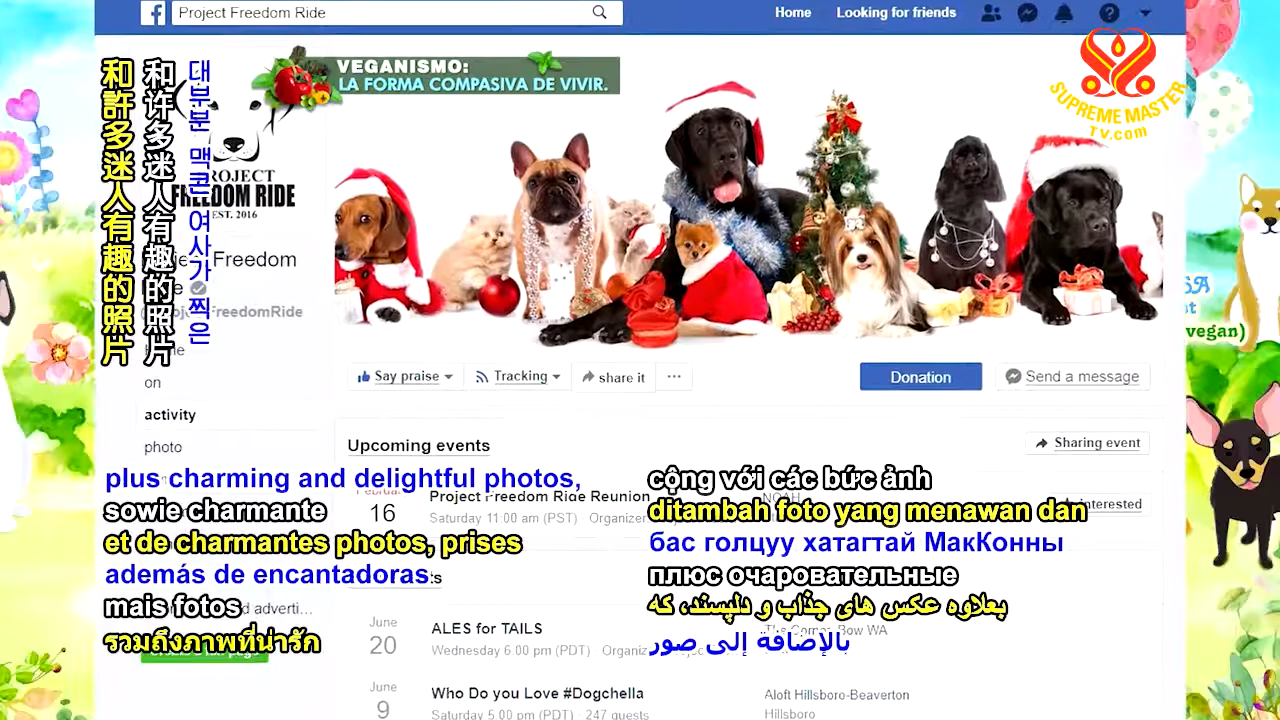 Project Freedom Ride
Home
Looking for friends
VEGANISMO:
LA FORMA COMPASIVA DE VIVIR.
SUPREME MASTER
TV.com
和許多迷人有趣的照片
和许多迷人有趣的照片
대부분 맥콘 여사가 찍은
PROJECT
FREEDOM RIDE
EST. 2016
Freedom
FreedomRide
on
activity
photo
Say praise
Tracking
share it
Donation
Send a message
Upcoming events
Sharing event
16
Project Freedom Ride Reunion
Saturday 11:00 am (PST) · Organizer
NOAH
interested
plus charming and delightful photos,
sowie charmante
et de charmantes photos, prises
además de encantadoras
mais fotos
รวมถึงภาพที่น่ารัก
cộng với các bức ảnh
ditambah foto yang menawan dan
бас голцуу хатагтай МакКонны
плюс очаровательные
بعلاوه عکس های جذاب و دلپسند، که
بالإضافة إلى صور
June
20
ALES for TAILS
Wednesday 6:00 pm (PDT) · Organiz
The Corner Bow WA
June
9
Who Do you Love #Dogchella
Saturday 5:00 pm (PDT) · 247 guests
Aloft Hillsboro-Beaverton
Hillsboro
vegan)